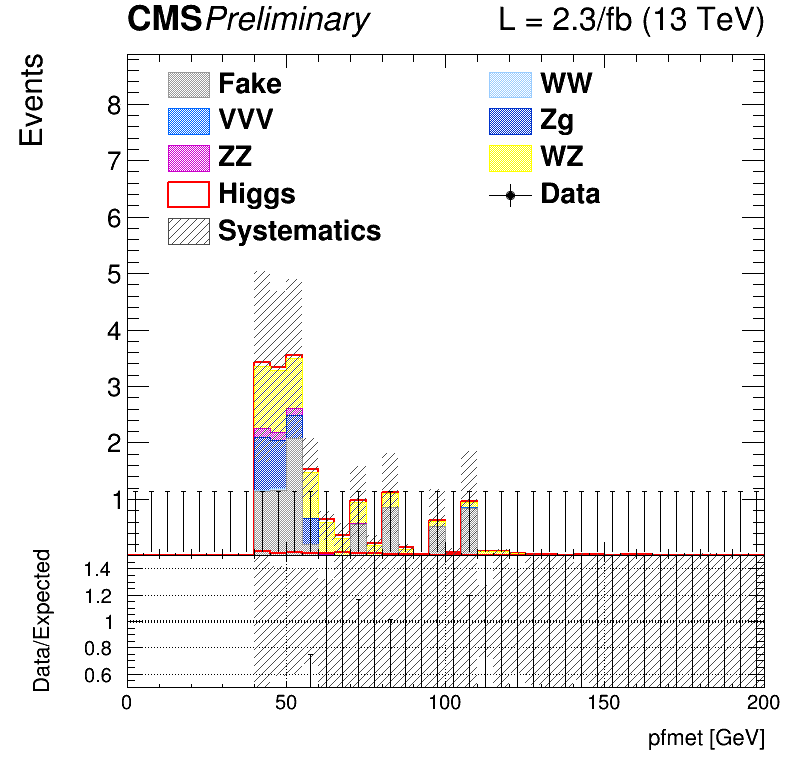 CMSPreliminary L = 2.3/fb (13 TeV)
Events
Fake WW
VVV Zg
ZZ WZ
Higgs Data
Systematics
8
7
6
5
4
3
2
1
Data/Expected
1.4
1.2
1
0.8
0.6
0 50 100 150 200
pfmet [GeV]